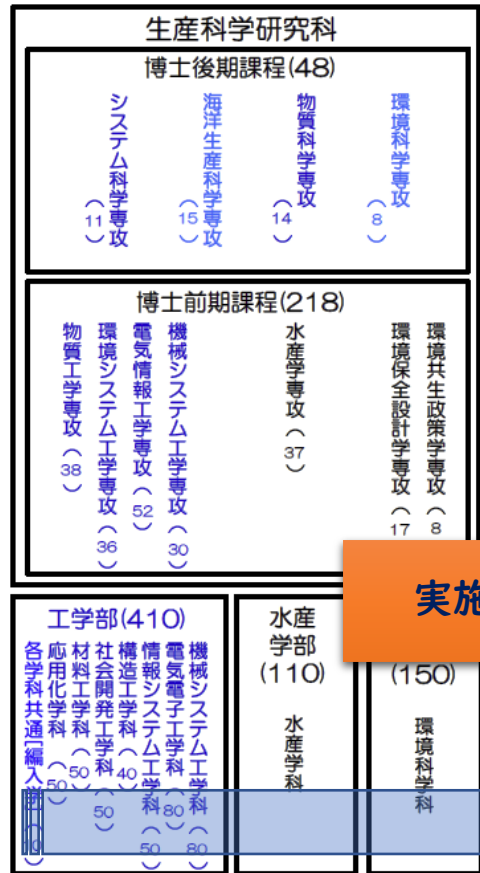 生産科学研究科
博士後期課程(48)
システム科学専攻(11)
海洋生産科学専攻(15)
物質科学専攻(14)
環境科学専攻(8)
博士前期課程(218)
物質工学専攻(38)
環境システム工学専攻(36)
電気情報工学専攻(52)
機械システム工学専攻(30)
水産学専攻(37)
環境保全設計学専攻(17
環境共生政策学専攻(8
実施
工学部(410)
各学科共通[編入学](10)
応用化学科(50)
材料工学科(50)
社会開発工学科(50)
構造工学科(40)
情報システム工学科(50)
電気電子工学科(80)
機械システム工学科(80)
水産
学部
(110)
水産学科
(150)
環境科学科